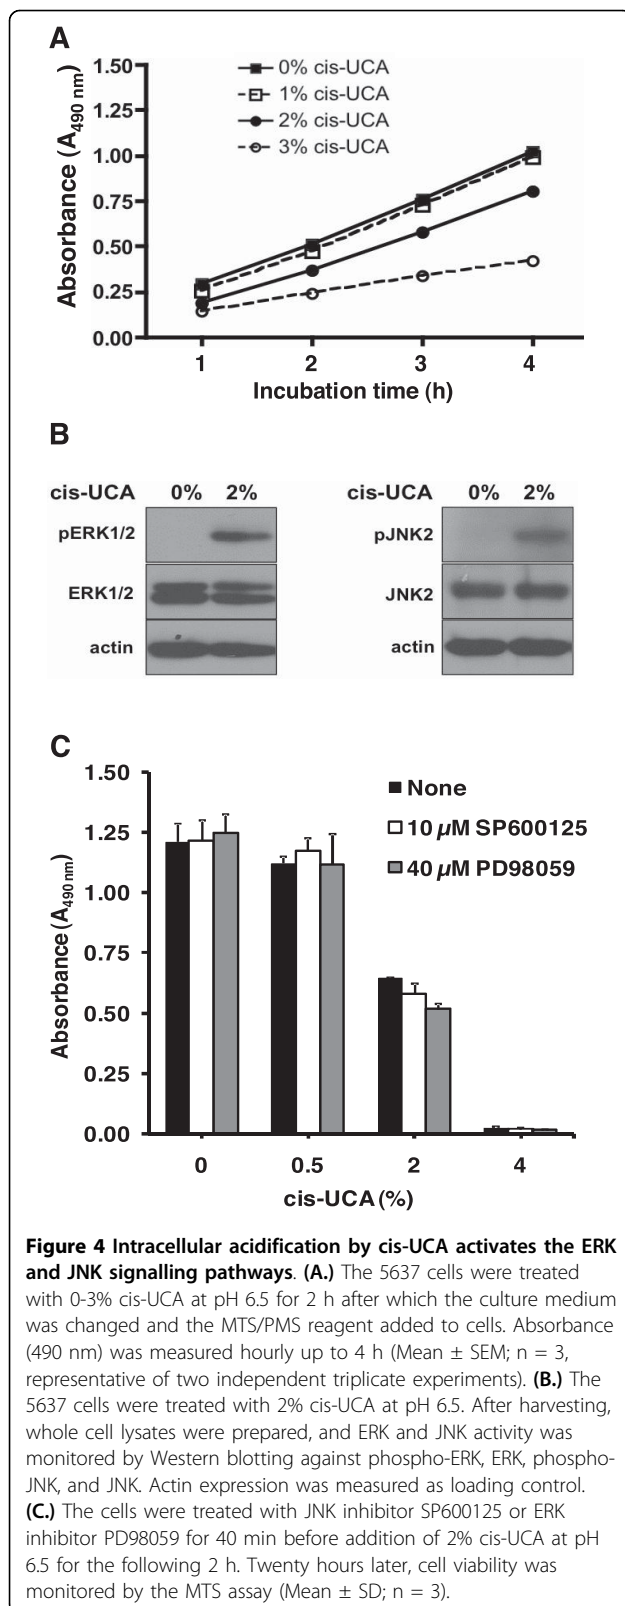 A
1.50
1.25
1.00
0.75
0.50
0.25
0.00
Absorbance (A490 nm)
0% cis-UCA
1% cis-UCA
2% cis-UCA
3% cis-UCA
1 2 3 4
Incubation time (h)
B
cis-UCA 0% 2%
pERK1/2
ERK1/2
actin
cis-UCA 0% 2%
pJNK2
JNK2
actin
C
1.50
1.25
1.00
0.75
0.50
0.25
0.00
Absorbance (A490 nm)
None
10 µM SP600125
40 µM PD98059
0 0.5 2 4
cis-UCA (%)
Figure 4 Intracellular acidification by cis-UCA activates the ERK
and JNK signalling pathways. (A.) The 5637 cells were treated
with 0-3% cis-UCA at pH 6.5 for 2 h after which the culture medium
was changed and the MTS/PMS reagent added to cells. Absorbance
(490 nm) was measured hourly up to 4 h (Mean ± SEM; n = 3,
representative of two independent triplicate experiments). (B.) The
5637 cells were treated with 2% cis-UCA at pH 6.5. After harvesting,
whole cell lysates were prepared, and ERK and JNK activity was
monitored by Western blotting against phospho-ERK, ERK, phospho-
JNK, and JNK. Actin expression was measured as loading control.
(C.) The cells were treated with JNK inhibitor SP600125 or ERK
inhibitor PD98059 for 40 min before addition of 2% cis-UCA at pH
6.5 for the following 2 h. Twenty hours later, cell viability was
monitored by the MTS assay (Mean ± SD; n = 3).